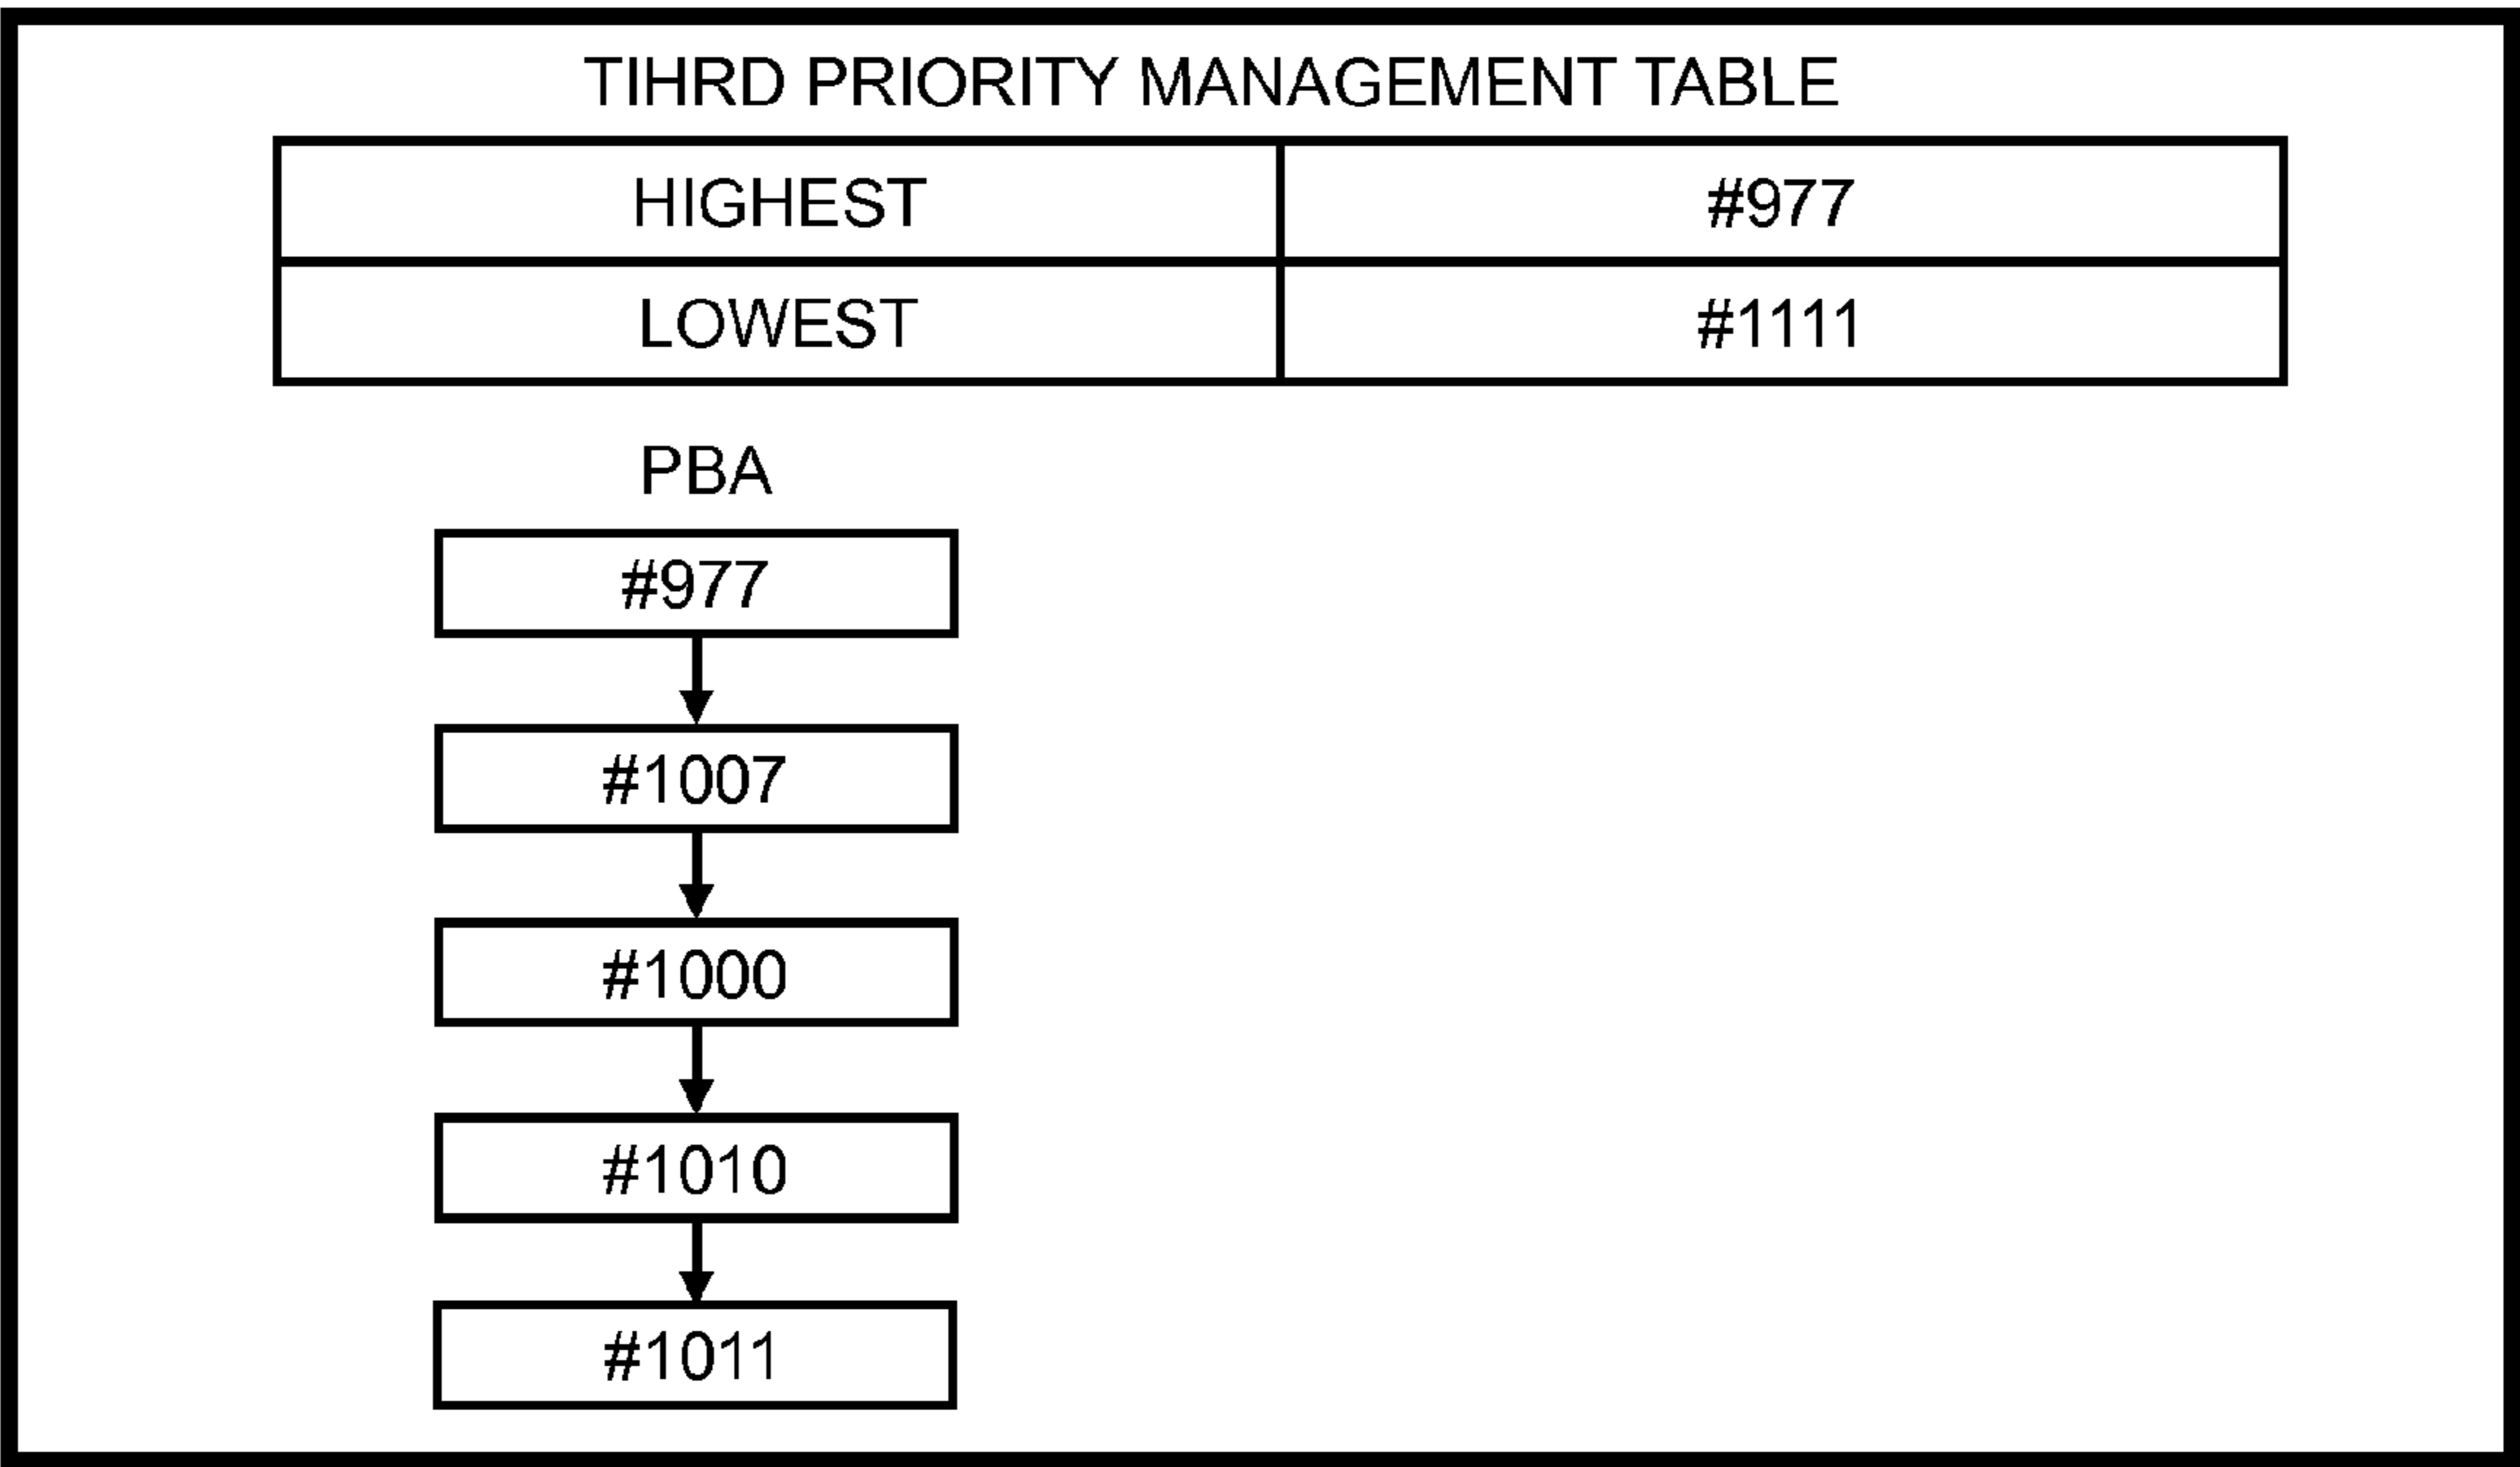 TIHRD PRIORITY MANAGEMENT TABLE
HIGHEST #977
LOWEST #1111
PBA
#977
#1007
#1000
#1010
#1011